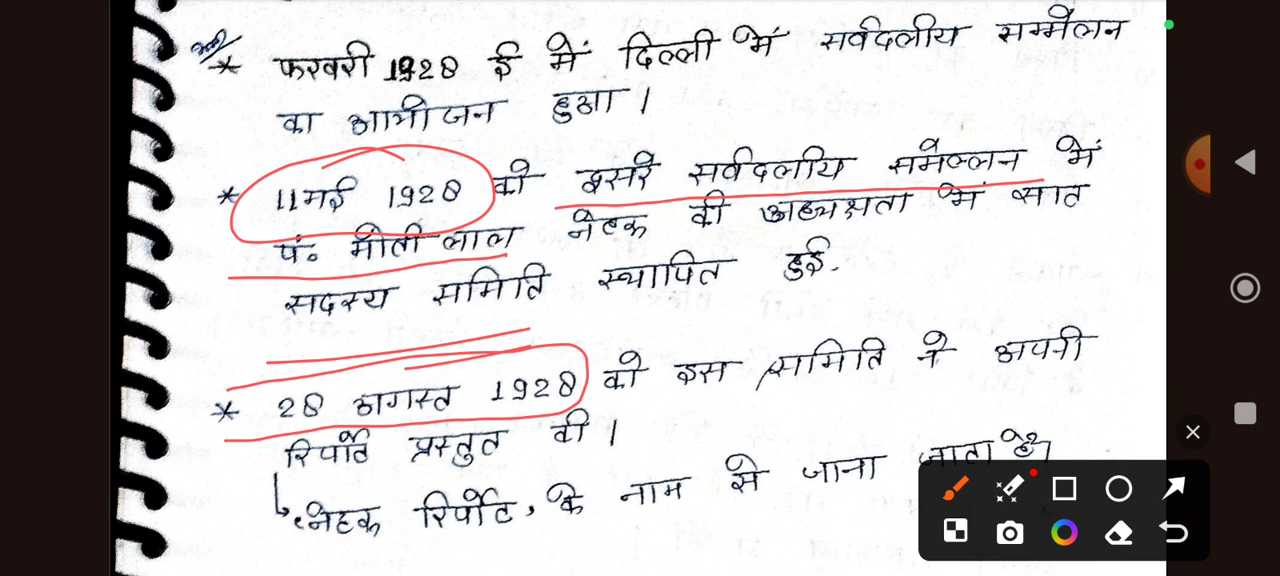 * फरवरी 1928 ई में दिल्ली में सर्वदलीय सम्मेलन
का आयोजन हुआ।
* 11 मई 1928 को दूसरे सर्वदलीय समेल्लन में
पं. मोती लाल नेहरू की अध्यक्षता में सात
सदस्य समिति स्थापित हुई.
* 28 अगस्त 1928 को इस समिति ने अपनी
रिपोर्ट प्रस्तुत की।
नेहरू रिपोर्ट, के नाम से जाना जाता है।